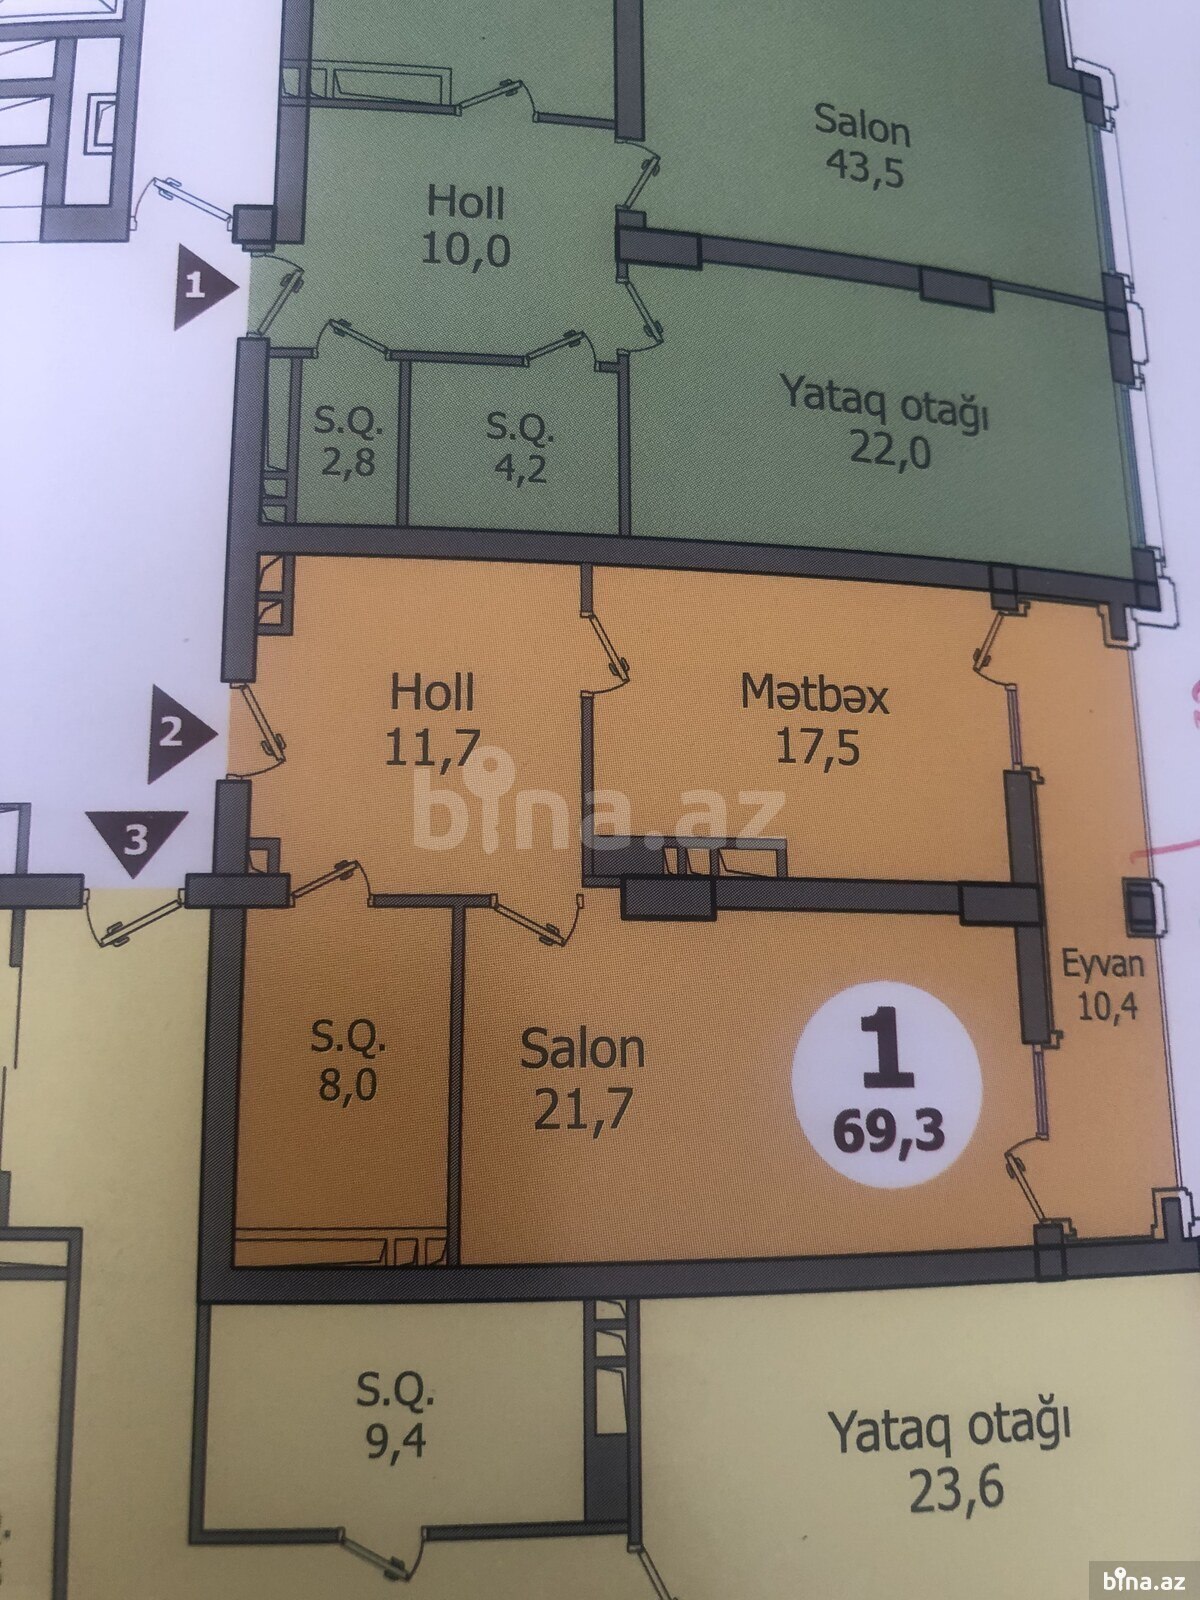 Salon
43,5
Holl
10,0
1
Yataq otağı
22,0
S.Q.
2,8
S.Q.
4,2
Holl
11,7
Mətbəx
17,5
2
bina.az
3
Eyvan
10,4
S.Q.
8,0
Salon
21,7
1
69,3
S.Q.
9,4
Yataq otağı
23,6
bina.az